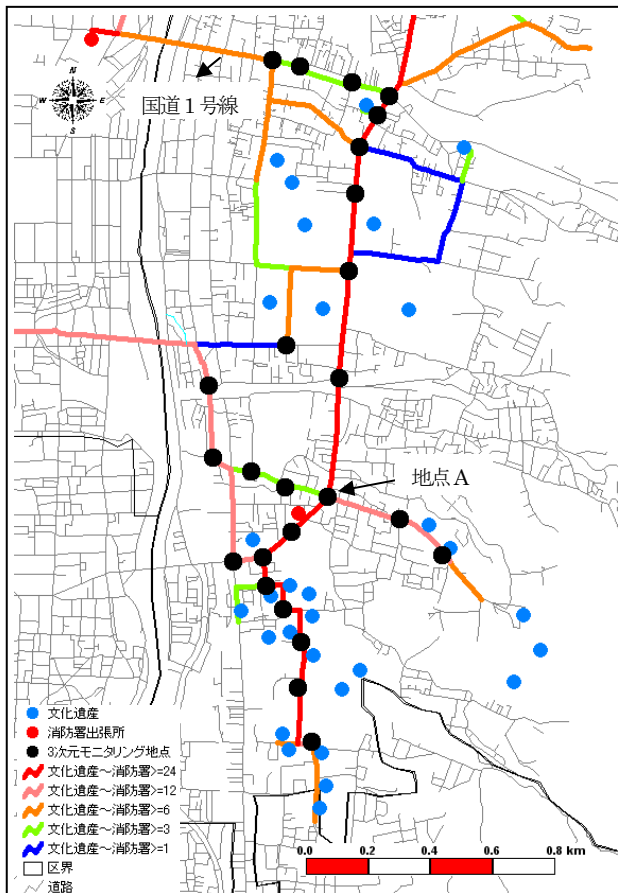 N
W E
S
国道１号線
地点A
文化遺産
消防署出張所
3次元モニタリング地点
文化遺産～消防署>=24
文化遺産～消防署>=12
文化遺産～消防署>=6
文化遺産～消防署>=3
文化遺産～消防署>=1
区界
道路
0.0 0.2 0.4 0.6 0.8 km